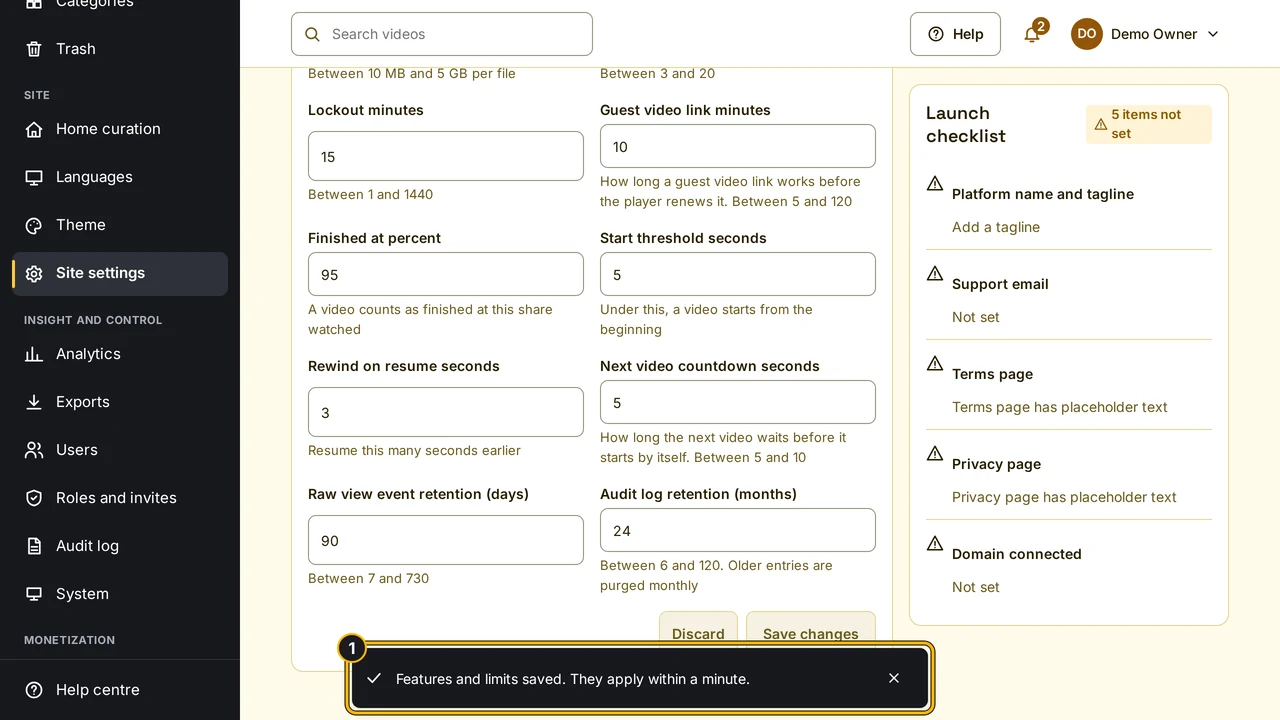 Categories
Trash
SITE
Home curation
Languages
Theme
Site settings
INSIGHT AND CONTROL
Analytics
Exports
Users
Roles and invites
Audit log
System
MONETIZATION
Help centre
Search videos
Help
2
DO
Demo Owner
Between 10 MB and 5 GB per file
Between 3 and 20
Lockout minutes
15
Between 1 and 1440
Guest video link minutes
10
How long a guest video link works before
the player renews it. Between 5 and 120
Finished at percent
95
A video counts as finished at this share
watched
Start threshold seconds
5
Under this, a video starts from the
beginning
Rewind on resume seconds
3
Resume this many seconds earlier
Next video countdown seconds
5
How long the next video waits before it
starts by itself. Between 5 and 10
Raw view event retention (days)
90
Between 7 and 730
Audit log retention (months)
24
Between 6 and 120. Older entries are
purged monthly
Discard
Save changes
1
Features and limits saved. They apply within a minute.
Launch
checklist
5 items not
set
Platform name and tagline
Add a tagline
Support email
Not set
Terms page
Terms page has placeholder text
Privacy page
Privacy page has placeholder text
Domain connected
Not set